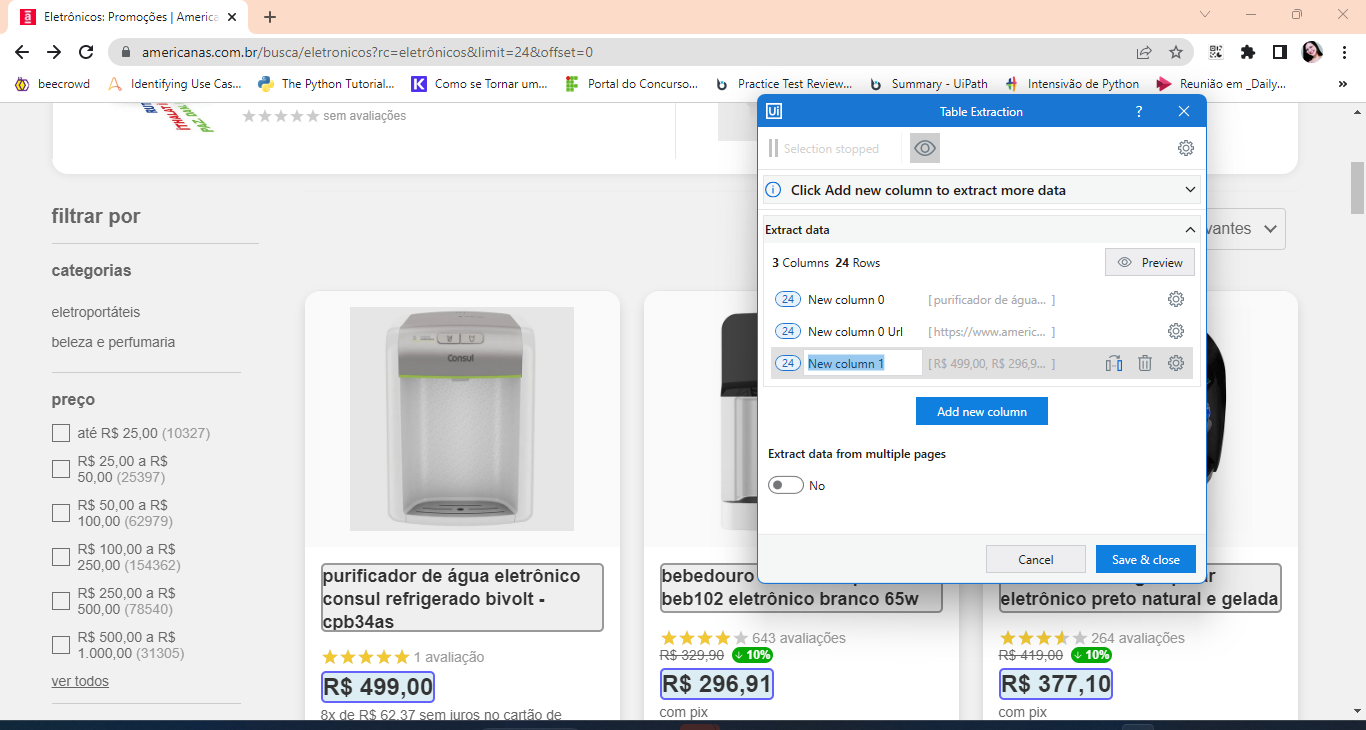 Eletrônicos: Promoções | America
americanas.com.br/busca/eletronicos?rc=eletrônicos&limit=24&offset=0
beecrowd
Identifying Use Cas...
The Python Tutorial...
Como se Tornar um...
Portal do Concurso...
Practice Test Review...
Summary - UiPath
Intensivão de Python
Reunião em _Daily...
»
sem avaliações
Ui
Table Extraction
?
Selection stopped
Click Add new column to extract more data
Extract data
3 Columns 24 Rows
Preview
24 New column 0 [ purificador de água... ]
24 New column 0 Url [ https://www.americ... ]
24 New column 1 [ R$ 499,00, R$ 296,9... ]
Add new column
Extract data from multiple pages
No
Cancel
Save & close
vantes
filtrar por
categorias
eletroportáteis
beleza e perfumaria
preço
até R$ 25,00 (10327)
R$ 25,00 a R$
50,00 (25397)
R$ 50,00 a R$
100,00 (62979)
R$ 100,00 a R$
250,00 (154362)
R$ 250,00 a R$
500,00 (78540)
R$ 500,00 a R$
1.000,00 (31305)
ver todos
Consul
purificador de água eletrônico
consul refrigerado bivolt -
cpb34as
1 avaliação
R$ 499,00
8x de R$ 62,37 sem juros no cartão de
bebedouro
beb102 eletrônico branco 65w
643 avaliações
R$ 329,90 10%
R$ 296,91
com pix
eletrônico preto natural e gelada
264 avaliações
R$ 419,00 10%
R$ 377,10
com pix